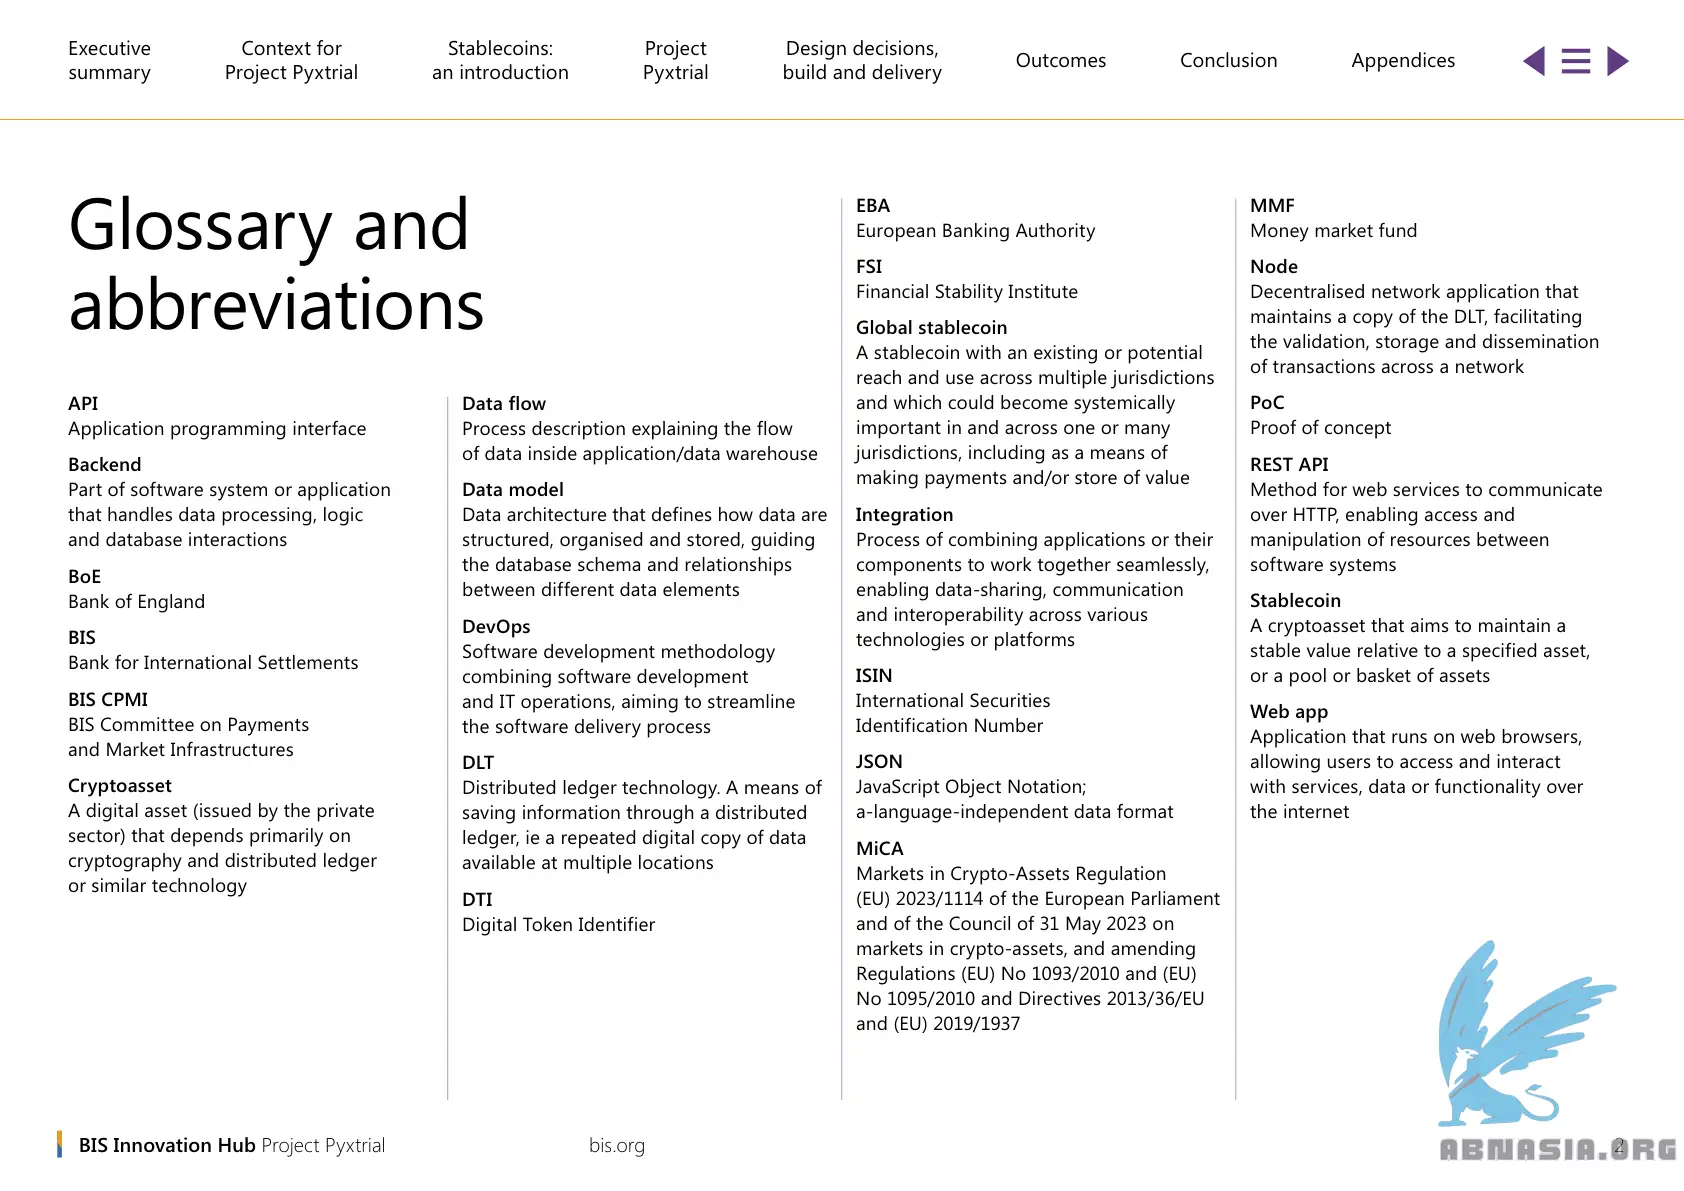 Executive
summary
Context for
Project Pyxtrial
Stablecoins:
an introduction
Project
Pyxtrial
Design decisions,
build and delivery
Outcomes
Conclusion
Appendices
Glossary and
abbreviations
API
Application programming interface
Backend
Part of software system or application
that handles data processing, logic
and database interactions
BoE
Bank of England
BIS
Bank for International Settlements
BIS CPMI
BIS Committee on Payments
and Market Infrastructures
Cryptoasset
A digital asset (issued by the private
sector) that depends primarily on
cryptography and distributed ledger
or similar technology
Data flow
Process description explaining the flow
of data inside application/data warehouse
Data model
Data architecture that defines how data are
structured, organised and stored, guiding
the database schema and relationships
between different data elements
DevOps
Software development methodology
combining software development
and IT operations, aiming to streamline
the software delivery process
DLT
Distributed ledger technology. A means of
saving information through a distributed
ledger, ie a repeated digital copy of data
available at multiple locations
DTI
Digital Token Identifier
EBA
European Banking Authority
FSI
Financial Stability Institute
Global stablecoin
A stablecoin with an existing or potential
reach and use across multiple jurisdictions
and which could become systemically
important in and across one or many
jurisdictions, including as a means of
making payments and/or store of value
Integration
Process of combining applications or their
components to work together seamlessly,
enabling data-sharing, communication
and interoperability across various
technologies or platforms
ISIN
International Securities
Identification Number
JSON
JavaScript Object Notation;
a-language-independent data format
MiCA
Markets in Crypto-Assets Regulation
(EU) 2023/1114 of the European Parliament
and of the Council of 31 May 2023 on
markets in crypto-assets, and amending
Regulations (EU) No 1093/2010 and (EU)
No 1095/2010 and Directives 2013/36/EU
and (EU) 2019/1937
MMF
Money market fund
Node
Decentralised network application that
maintains a copy of the DLT, facilitating
the validation, storage and dissemination
of transactions across a network
PoC
Proof of concept
REST API
Method for web services to communicate
over HTTP, enabling access and
manipulation of resources between
software systems
Stablecoin
A cryptoasset that aims to maintain a
stable value relative to a specified asset,
or a pool or basket of assets
Web app
Application that runs on web browsers,
allowing users to access and interact
with services, data or functionality over
the internet
BIS Innovation Hub Project Pyxtrial
bis.org
2
ABNASIA.ORG